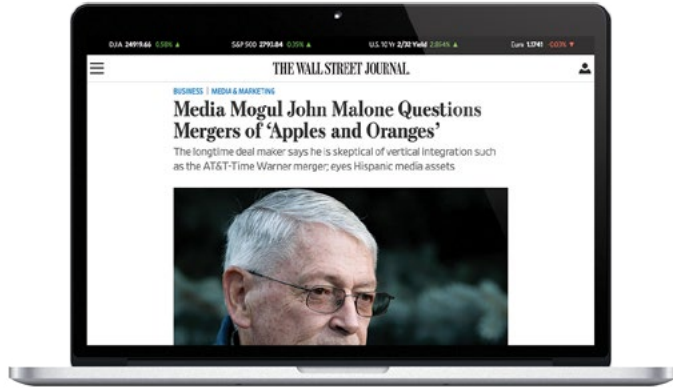 DJIA 24919.66 0.58% ▲ S&P 500 2793.84 0.35% ▲ U.S. 10 Yr 2/32 Yield 2.854% ▲ Euro 1.1741 -0.03% ▼
THE WALL STREET JOURNAL.
BUSINESS | MEDIA & MARKETING
Media Mogul John Malone Questions
Mergers of ‘Apples and Oranges’
The longtime deal maker says he is skeptical of vertical integration such
as the AT&T-Time Warner merger; eyes Hispanic media assets